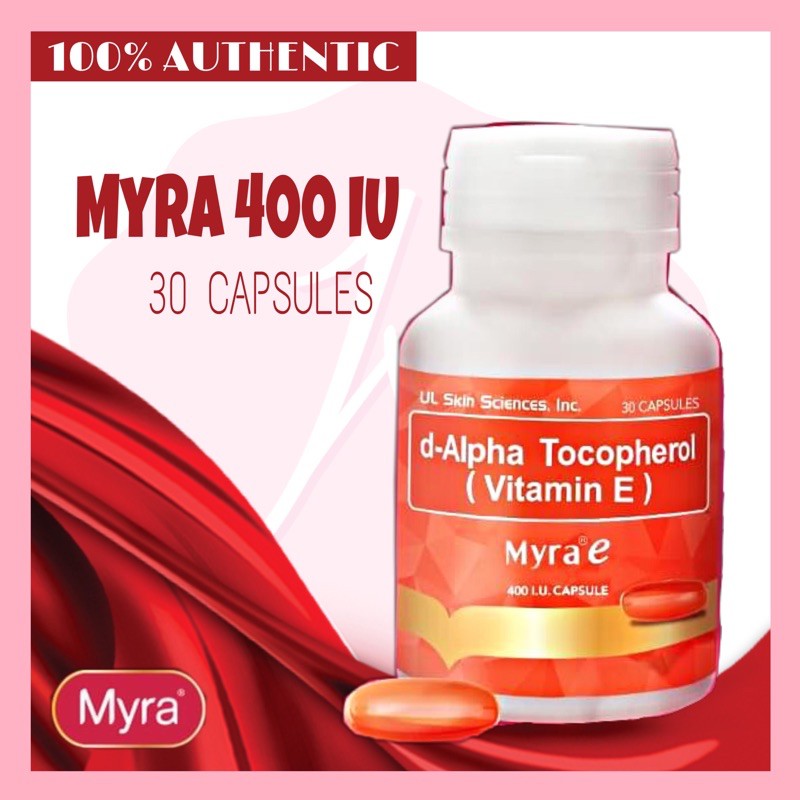 100% AUTHENTIC
MYRA 400 IU
30 CAPSULES
UL Skin Sciences, Inc. 30 CAPSULES
d-Alpha Tocopherol
( Vitamin E )
Myra® e
400 I.U. CAPSULE
Myra®